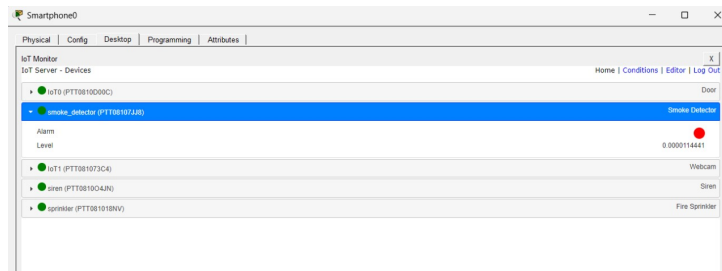 Smartphone0
Physical Config Desktop Programming Attributes
IoT Monitor X
IoT Server - Devices Home | Conditions | Editor | Log Out
IoT0 (PTT0810D00C) Door
smoke_detector (PTT08107JJ8) Smoke Detector
Alarm
Level 0.0000114441
IoT1 (PTT081073C4) Webcam
siren (PTT0810O4JN) Siren
sprinkler (PTT081018NV) Fire Sprinkler